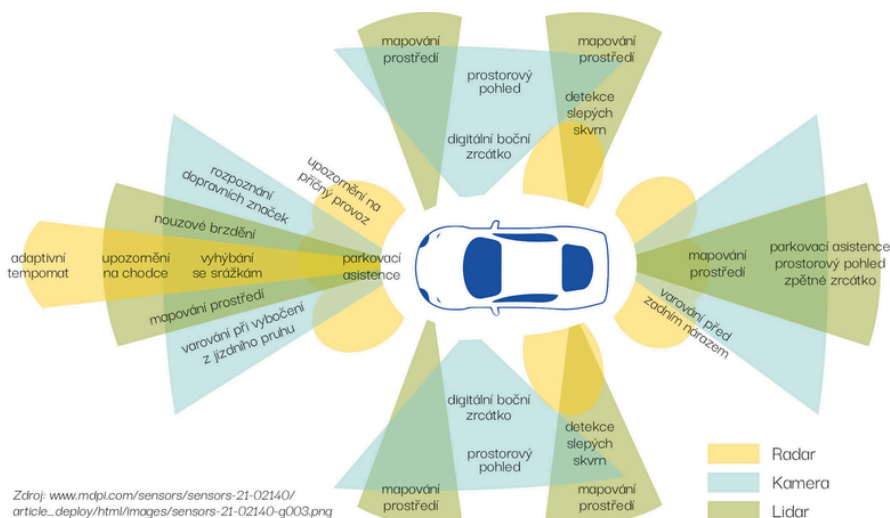 mapování
prostředí
mapování
prostředí
prostorový
pohled
detekce
slepých
skvrn
digitální boční
zrcátko
upozornění na
příčný provoz
rozpoznání
dopravních značek
nouzové brzdění
adaptivní
tempomat
upozornění
na chodce
vyhýbání
se srážkám
parkovací
asistence
mapování prostředí
varování při vybočení
z jízdního pruhu
mapování
prostředí
parkovací asistence
prostorový pohled
zpětné zrcátko
varování před
zadním nárazem
digitální boční
zrcátko
prostorový
pohled
detekce
slepých
skvrn
mapování
prostředí
mapování
prostředí
Radar
Kamera
Lidar
Zdroj: www.mdpi.com/sensors/sensors-21-02140/
article_deploy/html/images/sensors-21-02140-g003.png